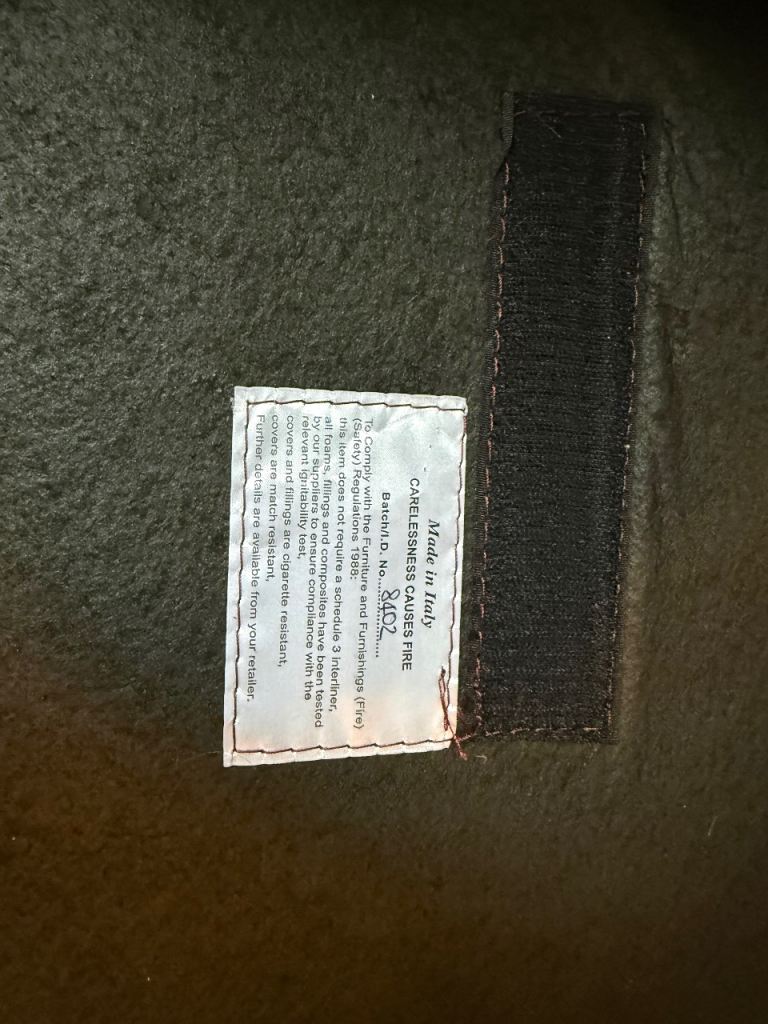 Made in Italy
CARELESSNESS CAUSES FIRE
Batch/I.D. No....8402....
To Comply with the Furniture and Furnishings (Fire)
(Safety) Regulations 1988:
this item does not require a schedule 3 interliner,
all foams, fillings and composites have been tested
by our suppliers to ensure compliance with the
relevant ignitability test,
covers and fillings are cigarette resistant,
covers are match resistant,
Further details are available from your retailer.